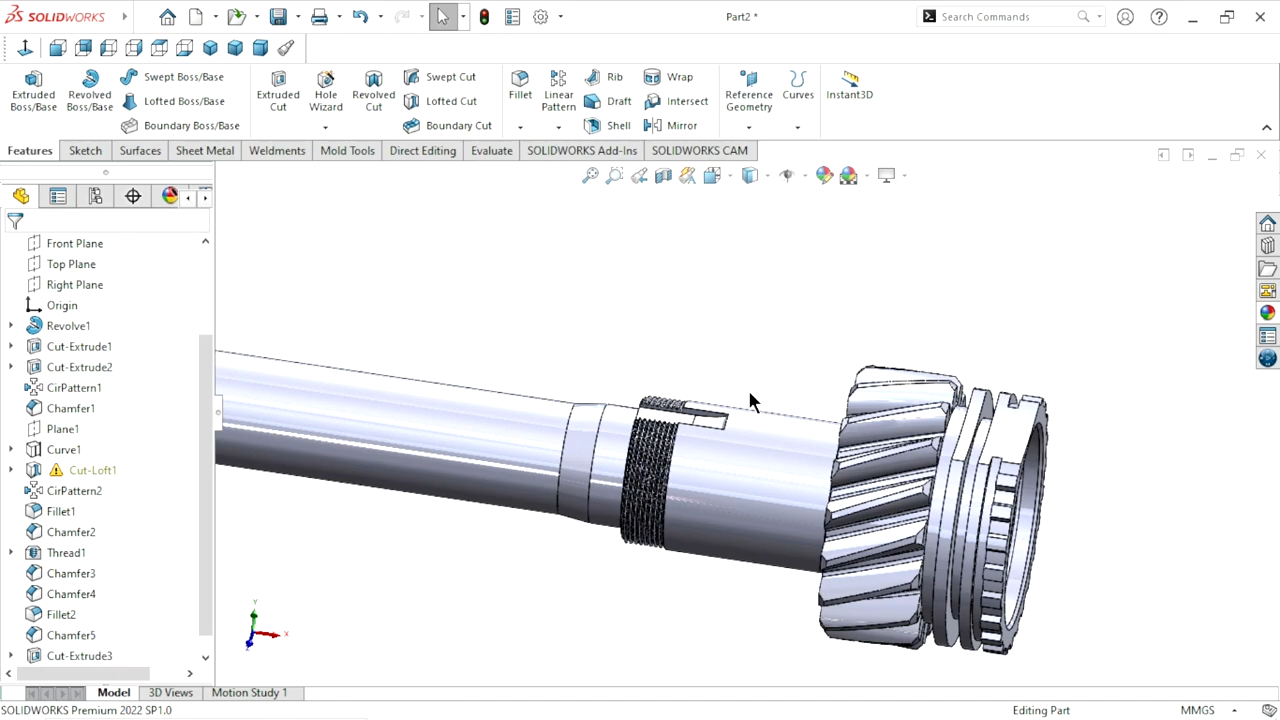 SOLIDWORKS
Part2 *
Search Commands
Extruded Boss/Base
Revolved Boss/Base
Swept Boss/Base
Lofted Boss/Base
Boundary Boss/Base
Extruded Cut
Hole Wizard
Revolved Cut
Swept Cut
Lofted Cut
Boundary Cut
Fillet
Linear Pattern
Rib
Draft
Shell
Wrap
Intersect
Mirror
Reference Geometry
Curves
Instant3D
Features
Sketch
Surfaces
Sheet Metal
Weldments
Mold Tools
Direct Editing
Evaluate
SOLIDWORKS Add-Ins
SOLIDWORKS CAM
Front Plane
Top Plane
Right Plane
Origin
Revolve1
Cut-Extrude1
Cut-Extrude2
CirPattern1
Chamfer1
Plane1
Curve1
Cut-Loft1
CirPattern2
Fillet1
Chamfer2
Thread1
Chamfer3
Chamfer4
Fillet2
Chamfer5
Cut-Extrude3
Y
X
Z
Model
3D Views
Motion Study 1
SOLIDWORKS Premium 2022 SP1.0
Editing Part
MMGS